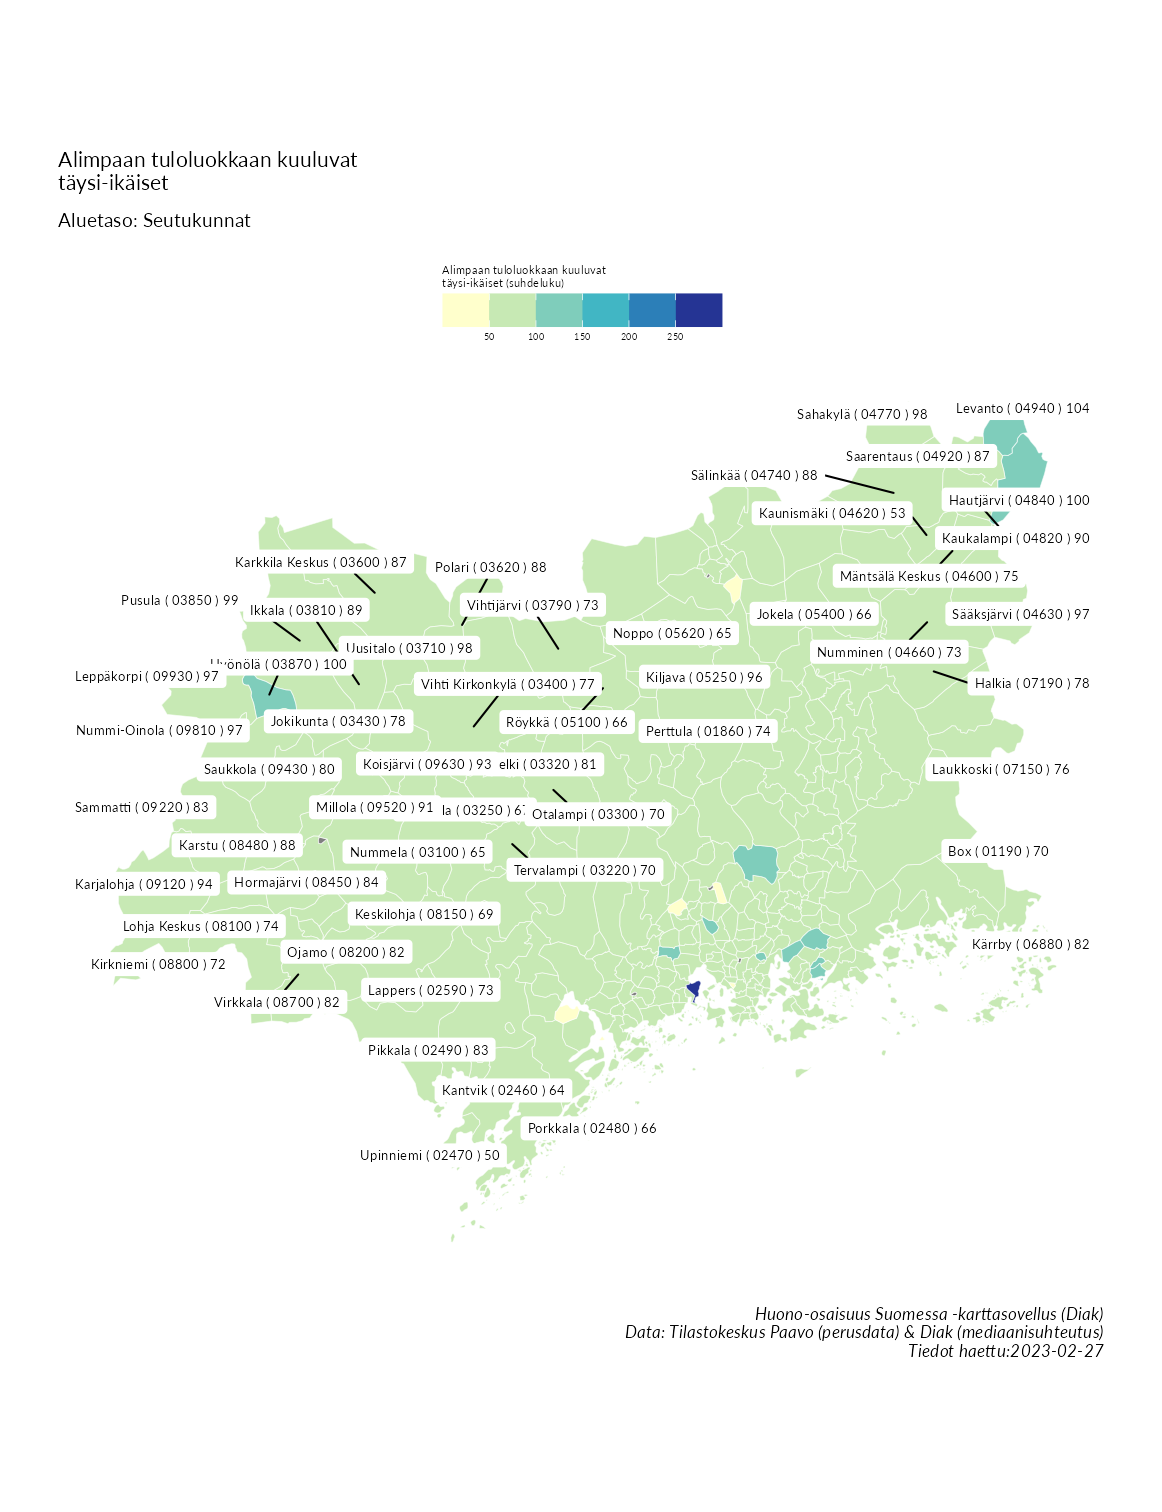 Alimpaan tuloluokkaan kuuluvat
täysi-ikäiset
Aluetaso: Seutukunnat
Alimpaan tuloluokkaan kuuluvat
täysi-ikäiset (suhdeluku)
50 100 150 200 250
Levanto ( 04940 ) 104
Sahakylä ( 04770 ) 98
Saarentaus ( 04920 ) 87
Sälinkää ( 04740 ) 88
Hautjärvi ( 04840 ) 100
Kaunismäki ( 04620 ) 53
Kaukalampi ( 04820 ) 90
Karkkila Keskus ( 03600 ) 87
Polari ( 03620 ) 88
Mäntsälä Keskus ( 04600 ) 75
Pusula ( 03850 ) 99
Ikkala ( 03810 ) 89
Vihtijärvi ( 03790 ) 73
Jokela ( 05400 ) 66
Sääksjärvi ( 04630 ) 97
Noppo ( 05620 ) 65
Uusitalo ( 03710 ) 98
Numminen ( 04660 ) 73
Hyönölä ( 03870 ) 100
Leppäkorpi ( 09930 ) 97
Kiljava ( 05250 ) 96
Vihti Kirkonkylä ( 03400 ) 77
Halkia ( 07190 ) 78
Jokikunta ( 03430 ) 78
Röykkä ( 05100 ) 66
Nummi-Oinola ( 09810 ) 97
Perttula ( 01860 ) 74
Saukkola ( 09430 ) 80
Koisjärvi ( 09630 ) 93
elki ( 03320 ) 81
Laukkoski ( 07150 ) 76
Sammatti ( 09220 ) 83
Millola ( 09520 ) 91
la ( 03250 ) 67
Otalampi ( 03300 ) 70
Karstu ( 08480 ) 88
Nummela ( 03100 ) 65
Box ( 01190 ) 70
Tervalampi ( 03220 ) 70
Karjalohja ( 09120 ) 94
Hormajärvi ( 08450 ) 84
Keskilohja ( 08150 ) 69
Lohja Keskus ( 08100 ) 74
Kärrby ( 06880 ) 82
Ojamo ( 08200 ) 82
Kirkniemi ( 08800 ) 72
Lappers ( 02590 ) 73
Virkkala ( 08700 ) 82
Pikkala ( 02490 ) 83
Kantvik ( 02460 ) 64
Porkkala ( 02480 ) 66
Upinniemi ( 02470 ) 50
Huono-osaisuus Suomessa -karttasovellus (Diak)
Data: Tilastokeskus Paavo (perusdata) & Diak (mediaanisuhteutus)
Tiedot haettu:2023-02-27